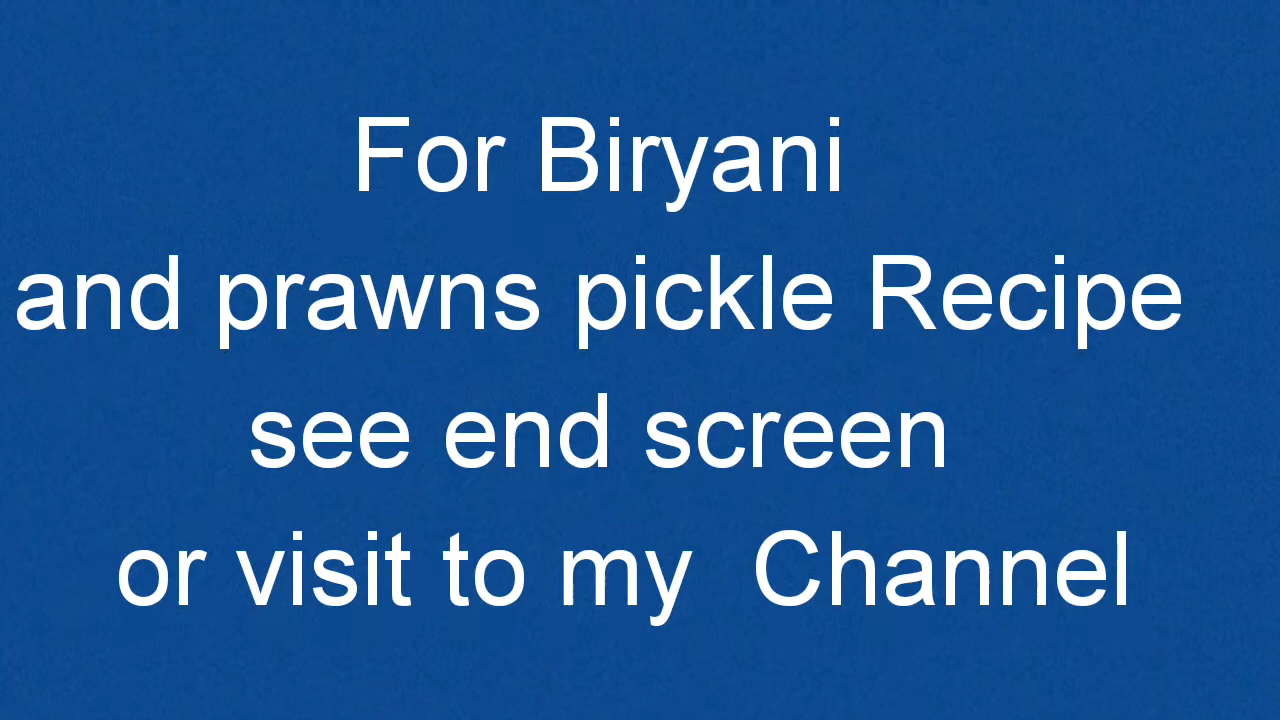 For Biryani
and prawns pickle Recipe
see end screen
or visit to my  Channel